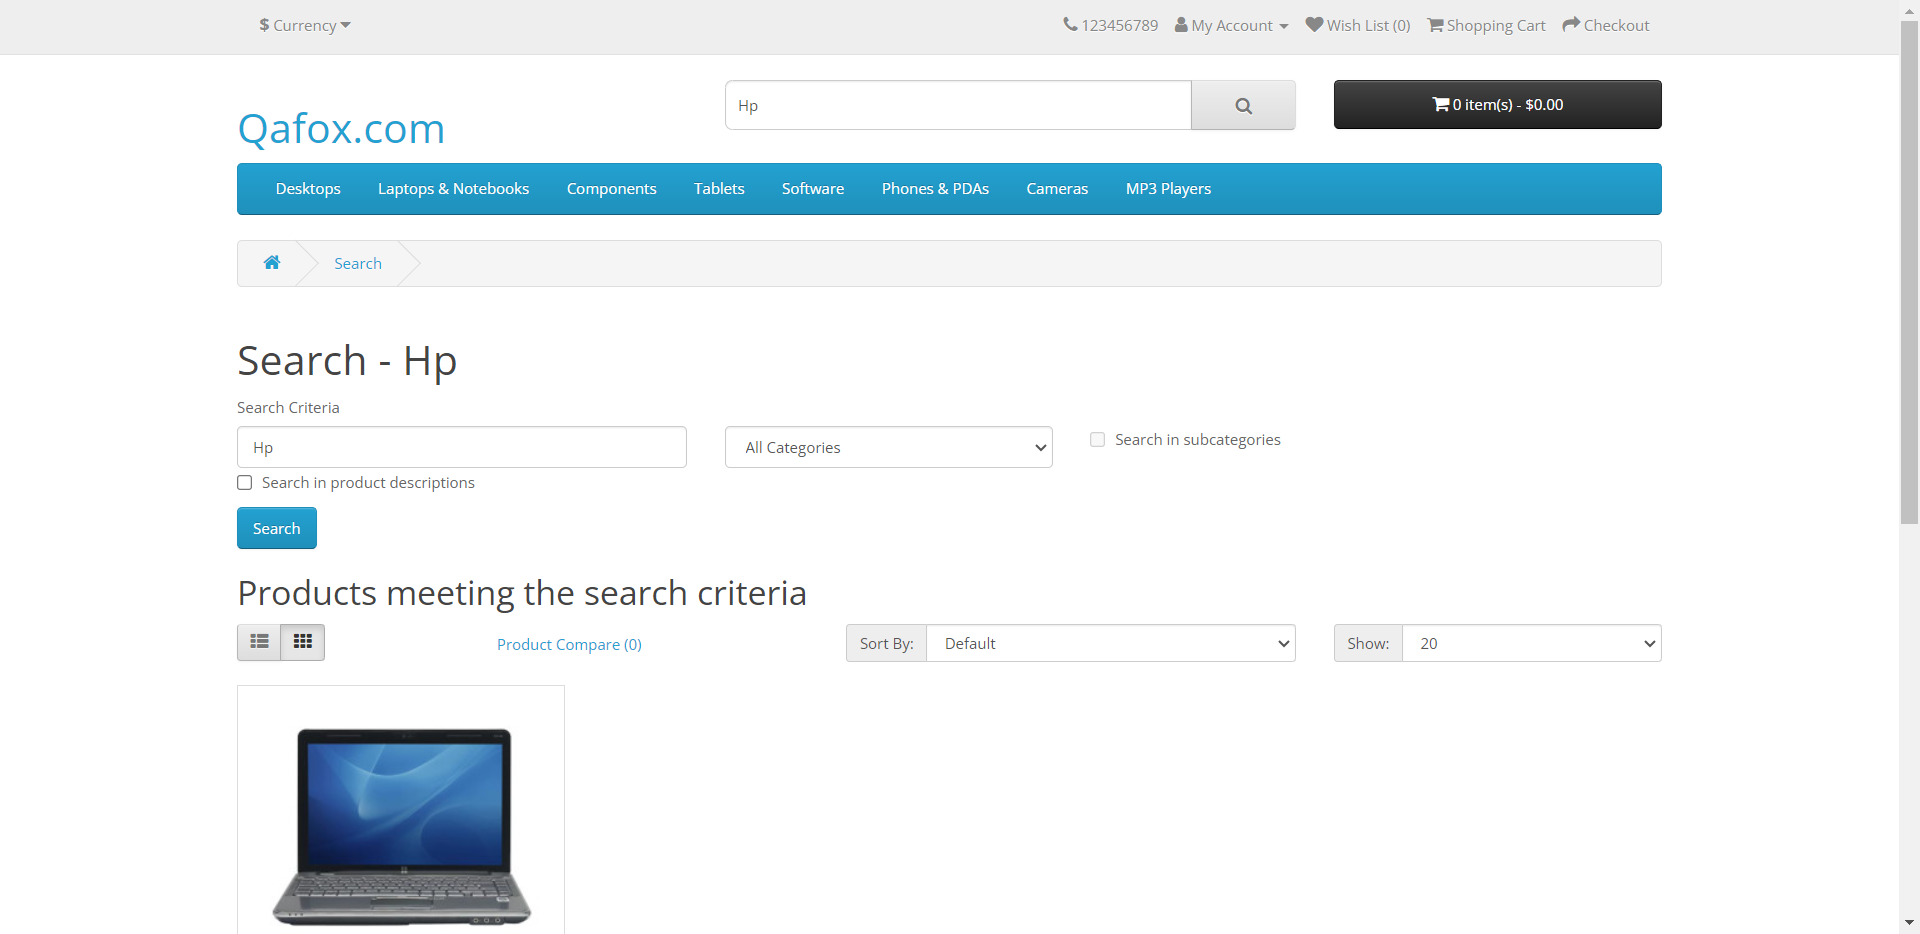 $ Currency
123456789 My Account Wish List (0) Shopping Cart Checkout
Hp
0 item(s) - $0.00
Qafox.com
Desktops Laptops & Notebooks Components Tablets Software Phones & PDAs Cameras MP3 Players
Search
Search - Hp
Search Criteria
Hp
All Categories
Search in subcategories
Search in product descriptions
Search
Products meeting the search criteria
Product Compare (0)
Sort By: Default
Show: 20